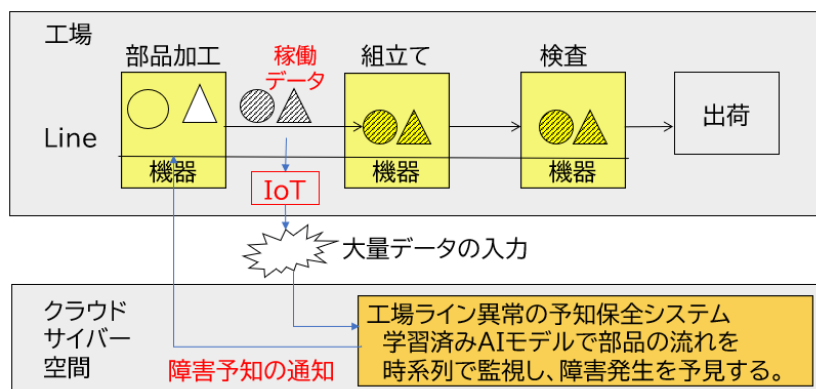 工場
部品加工
稼働
データ
組立て
検査
出荷
Line
機器
機器
機器
IoT
大量データの入力
クラウド
サイバー
空間
工場ライン異常の予知保全システム
学習済みAIモデルで部品の流れを
時系列で監視し、障害発生を予見する。
障害予知の通知